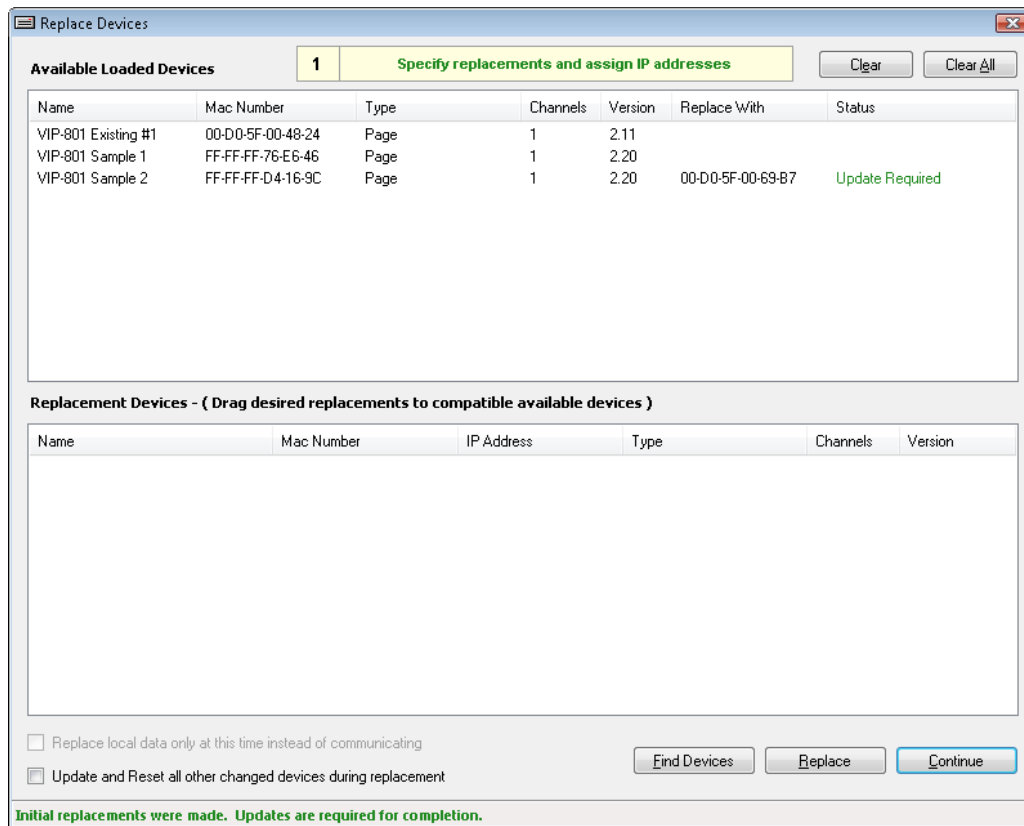 Replace Devices
Available Loaded Devices
1 Specify replacements and assign IP addresses
Clear Clear All
Name Mac Number Type Channels Version Replace With Status
VIP-801 Existing #1 00-D0-5F-00-48-24 Page 1 2.11
VIP-801 Sample 1 FF-FF-FF-76-E6-46 Page 1 2.20
VIP-801 Sample 2 FF-FF-FF-D4-16-9C Page 1 2.20 00-D0-5F-00-69-B7 Update Required
Replacement Devices - ( Drag desired replacements to compatible available devices )
Name Mac Number IP Address Type Channels Version
Replace local data only at this time instead of communicating
Update and Reset all other changed devices during replacement
Find Devices Replace Continue
Initial replacements were made. Updates are required for completion.